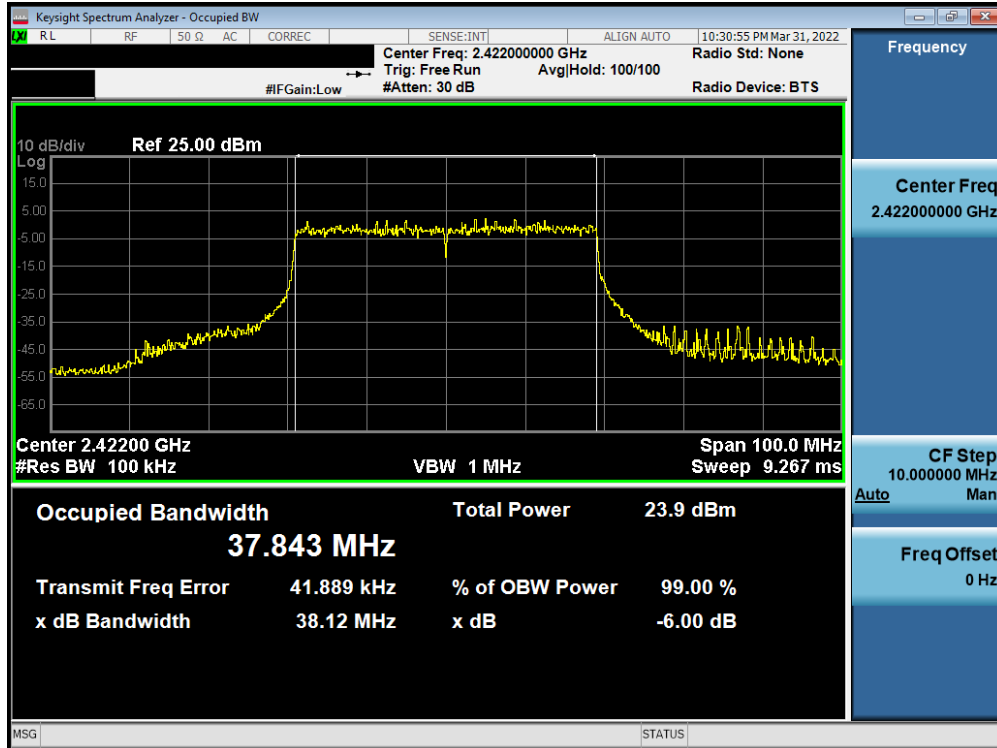 Keysight Spectrum Analyzer - Occupied BW
LXI RL RF 50 Ω AC CORREC SENSE:INT ALIGN AUTO 10:30:55 PM Mar 31, 2022
Center Freq: 2.422000000 GHz Radio Std: None
Trig: Free Run Avg|Hold: 100/100
#IFGain:Low #Atten: 30 dB Radio Device: BTS
10 dB/div Ref 25.00 dBm
Log
15.0
5.00
-5.00
-15.0
-25.0
-35.0
-45.0
-55.0
-65.0
Center 2.42200 GHz Span 100.0 MHz
#Res BW 100 kHz VBW 1 MHz Sweep 9.267 ms
Occupied Bandwidth Total Power 23.9 dBm
37.843 MHz
Transmit Freq Error 41.889 kHz % of OBW Power 99.00 %
x dB Bandwidth 38.12 MHz x dB -6.00 dB
MSG STATUS
Frequency
Center Freq
2.422000000 GHz
CF Step
10.000000 MHz
Auto Man
Freq Offset
0 Hz